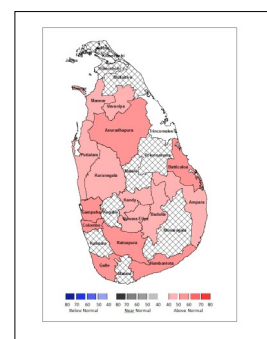 Jaffna
Mullaitivu
Mannar
Vavuniya
Anuradhapura
Trincomalee
Polonnaruwa
Puttalam
Kurunegala
Matale
Batticaloa
Kandy
Ampara
Gampaha
Kegalle
Nuwara Eliya
Badulla
Colombo
Monaragala
Kalutara
Ratnapura
Galle
Matara
Hambantota
80 70 60 50 40 80 70 60 50 40 40 50 60 70 80
Below Normal Near Normal Above Normal